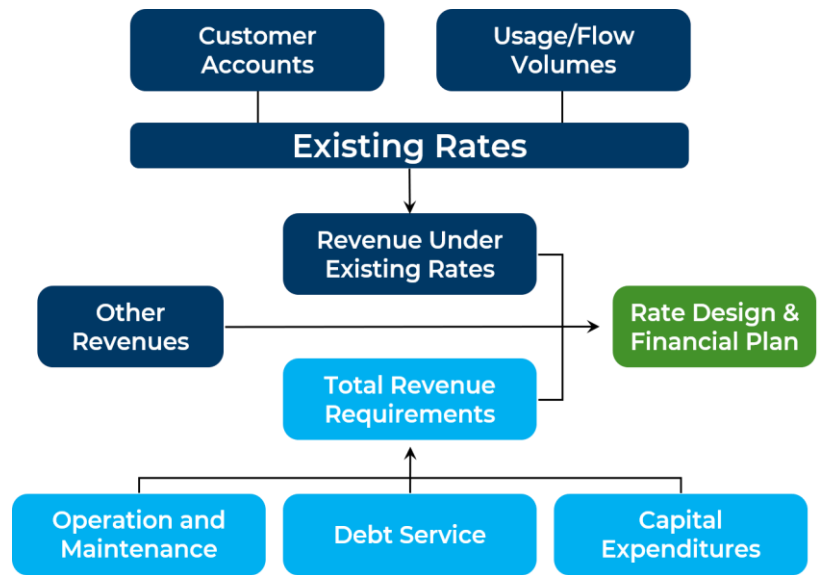 Customer
Accounts
Usage/Flow
Volumes
Existing Rates
Revenue Under
Existing Rates
Other
Revenues
Rate Design &
Financial Plan
Total Revenue
Requirements
Operation and
Maintenance
Debt Service
Capital
Expenditures